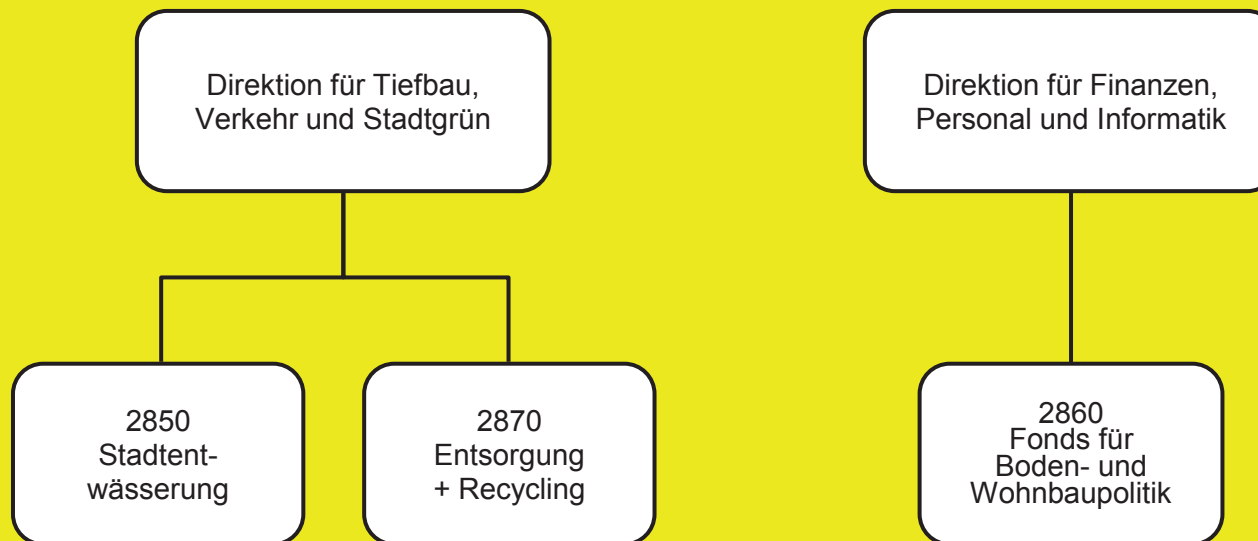 Direktion für Tiefbau,
Verkehr und Stadtgrün
Direktion für Finanzen,
Personal und Informatik
2850
Stadtent-
wässerung
2870
Entsorgung
+ Recycling
2860
Fonds für
Boden- und
Wohnbaupolitik